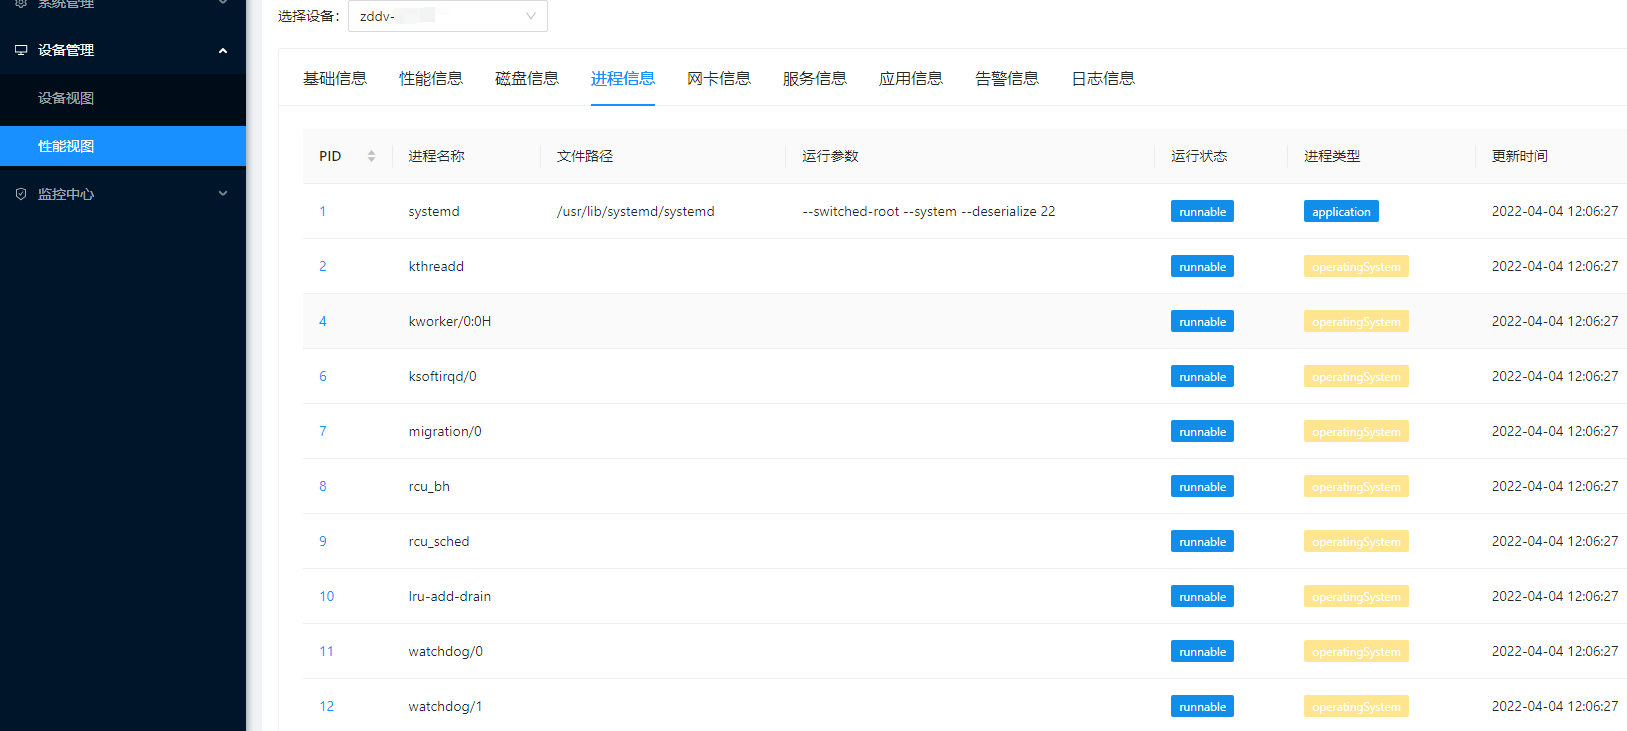 系统管理
设备管理
设备视图
性能视图
监控中心
选择设备: zddv-
基础信息 性能信息 磁盘信息 进程信息 网卡信息 服务信息 应用信息 告警信息 日志信息
PID 进程名称 文件路径 运行参数 运行状态 进程类型 更新时间
1 systemd /usr/lib/systemd/systemd --switched-root --system --deserialize 22 runnable application 2022-04-04 12:06:27
2 kthreadd runnable operatingSystem 2022-04-04 12:06:27
4 kworker/0:0H runnable operatingSystem 2022-04-04 12:06:27
6 ksoftirqd/0 runnable operatingSystem 2022-04-04 12:06:27
7 migration/0 runnable operatingSystem 2022-04-04 12:06:27
8 rcu_bh runnable operatingSystem 2022-04-04 12:06:27
9 rcu_sched runnable operatingSystem 2022-04-04 12:06:27
10 lru-add-drain runnable operatingSystem 2022-04-04 12:06:27
11 watchdog/0 runnable operatingSystem 2022-04-04 12:06:27
12 watchdog/1 runnable operatingSystem 2022-04-04 12:06:27